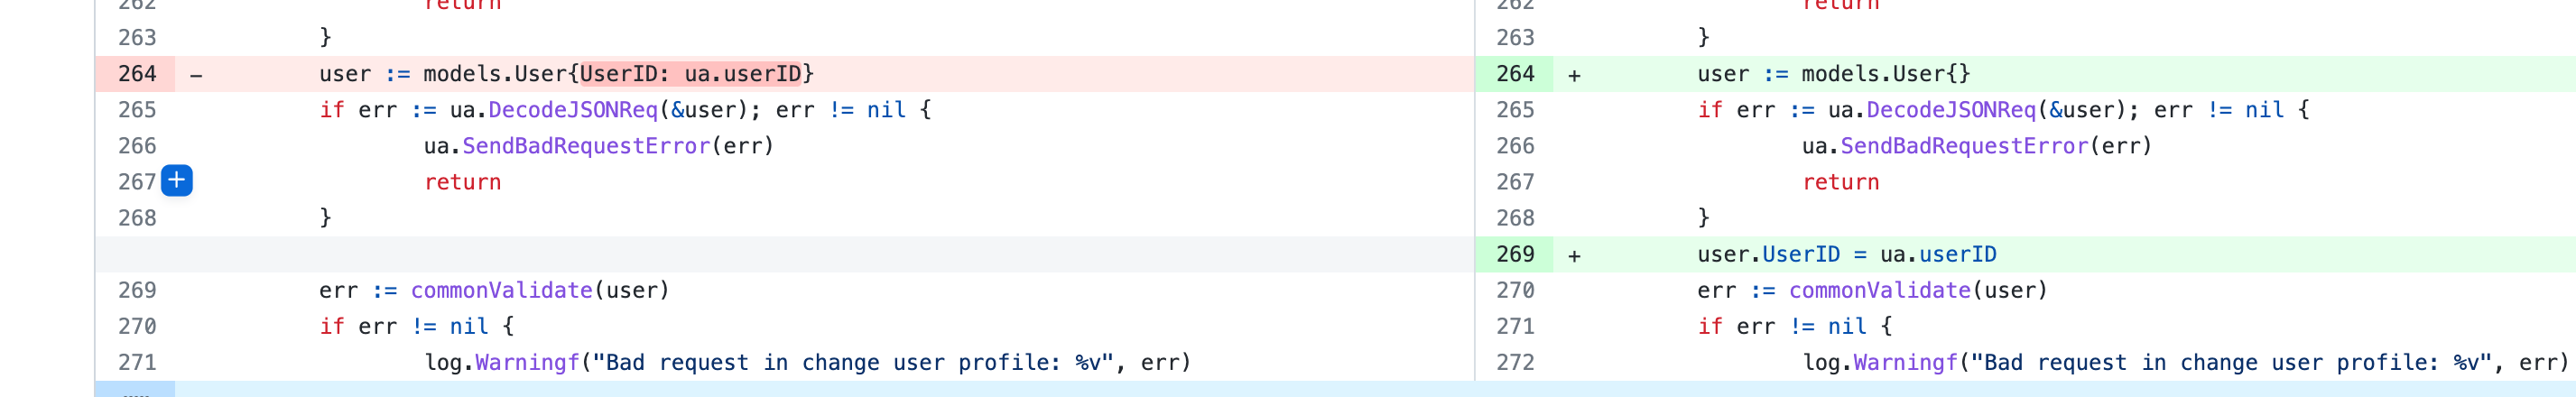 262 return
263 }
264 - user := models.User{UserID: ua.userID}
265 if err := ua.DecodeJSONReq(&user); err != nil {
266 ua.SendBadRequestError(err)
267 + return
268 }
269 err := commonValidate(user)
270 if err != nil {
271 log.Warningf("Bad request in change user profile: %v", err)
262 return
263 }
264 + user := models.User{}
265 if err := ua.DecodeJSONReq(&user); err != nil {
266 ua.SendBadRequestError(err)
267 return
268 }
269 + user.UserID = ua.userID
270 err := commonValidate(user)
271 if err != nil {
272 log.Warningf("Bad request in change user profile: %v", err)